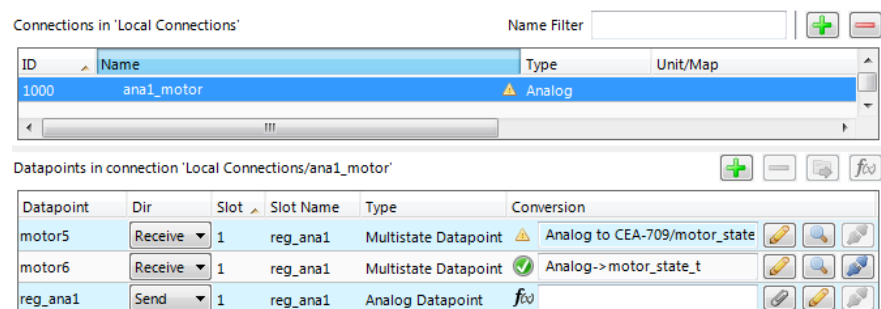 Connections in 'Local Connections' Name Filter
ID Name Type Unit/Map
1000 ana1_motor Analog
Datapoints in connection 'Local Connections/ana1_motor'
f(x)
Datapoint Dir Slot Slot Name Type Conversion
motor5 Receive 1 reg_ana1 Multistate Datapoint Analog to CEA-709/motor_state
motor6 Receive 1 reg_ana1 Multistate Datapoint Analog->motor_state_t
reg_ana1 Send 1 reg_ana1 Analog Datapoint f(x)